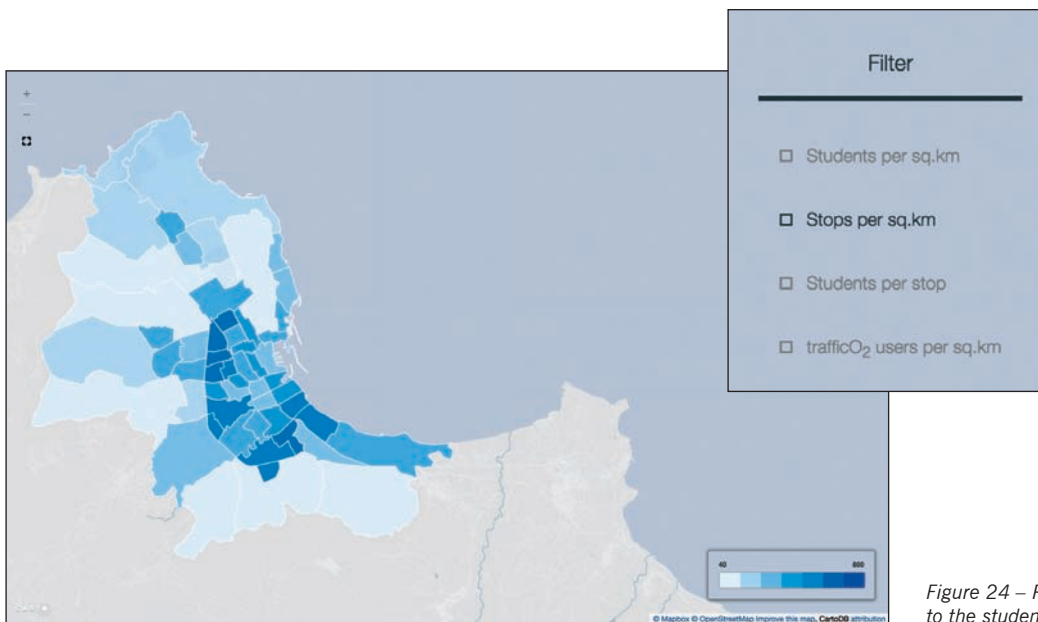 Filter
Students per sq.km
Stops per sq.km
Students per stop
trafficO₂ users per sq.km
+
−
40 800
© Mapbox © OpenStreetMap Improve this map, CartoDB attribution
Figure 24 –
to the studen